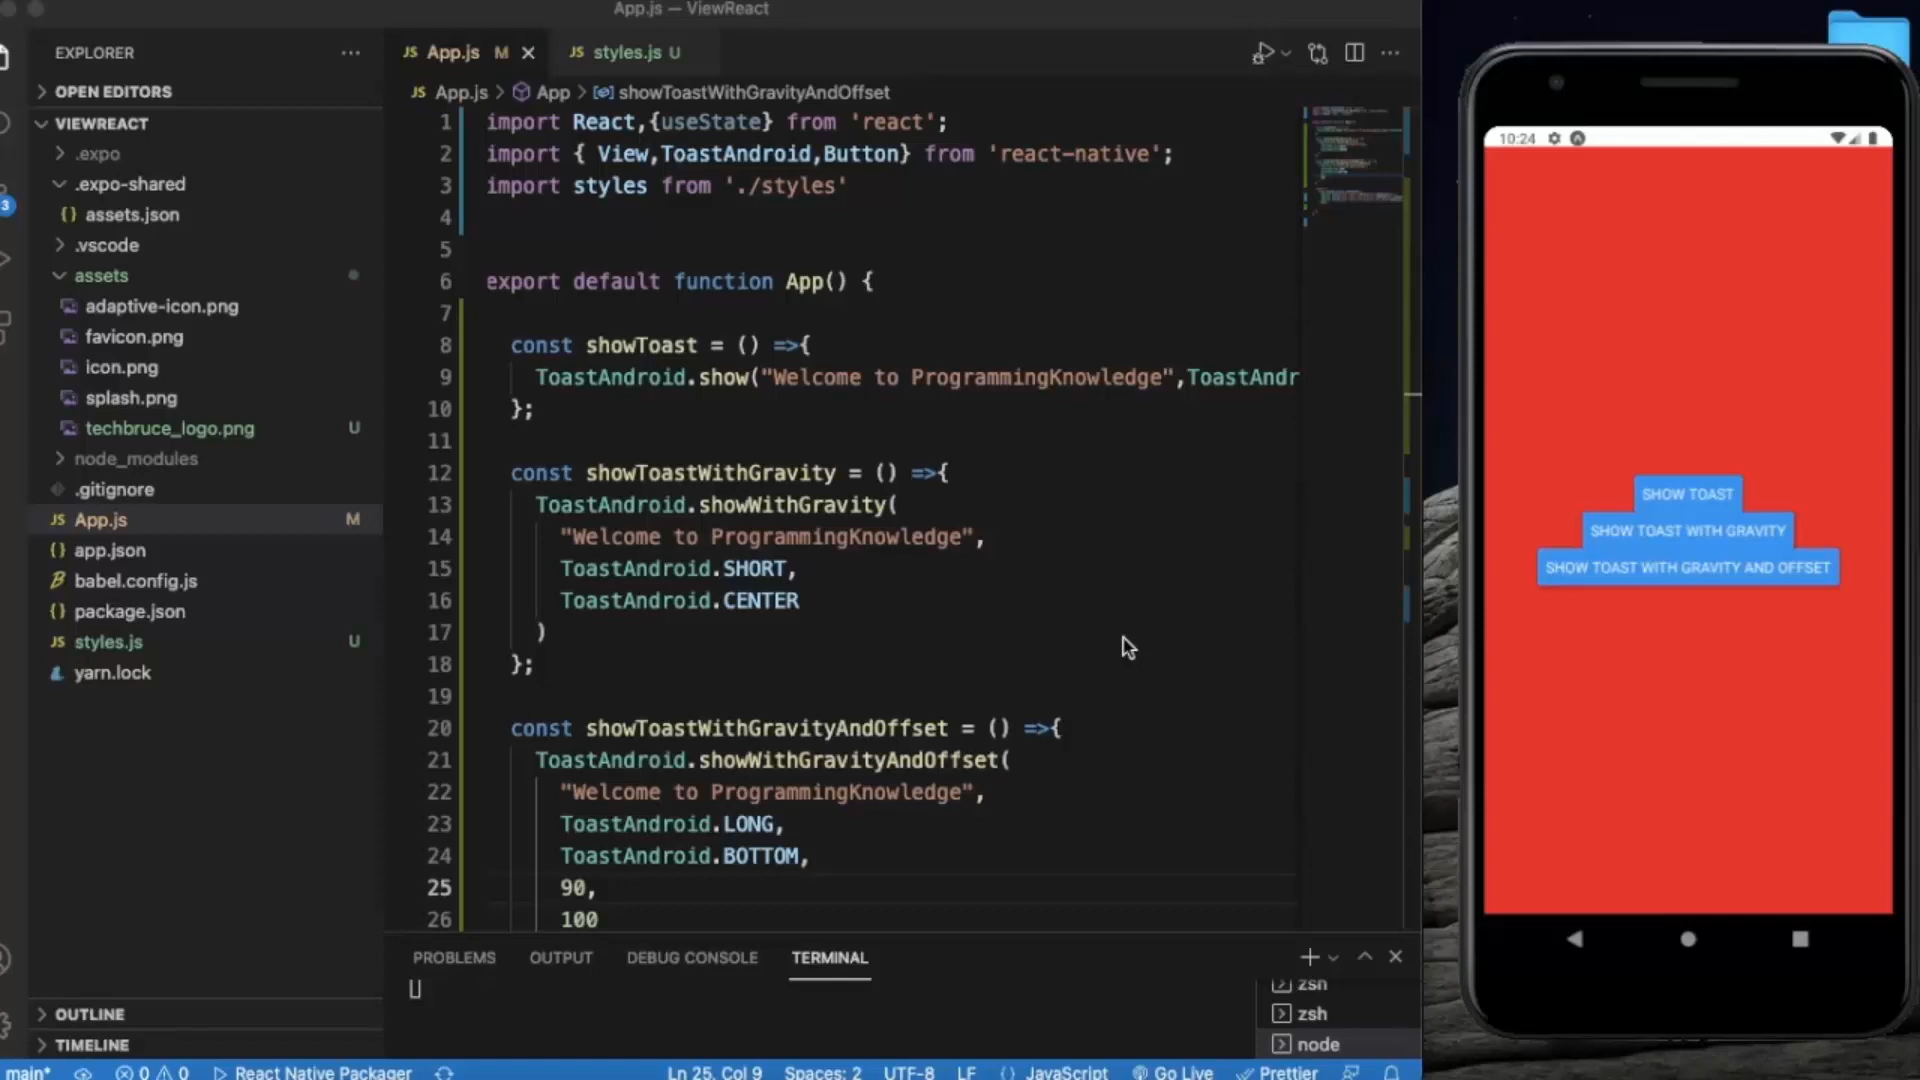 App.js — ViewReact
EXPLORER
OPEN EDITORS
VIEWREACT
.expo
.expo-shared
{} assets.json
.vscode
assets
adaptive-icon.png
favicon.png
icon.png
splash.png
techbruce_logo.png U
node_modules
.gitignore
JS App.js M
{} app.json
babel.config.js
{} package.json
JS styles.js U
yarn.lock
OUTLINE
TIMELINE
3
JS App.js M
JS styles.js U
JS App.js > App > showToastWithGravityAndOffset
1 import React,{useState} from 'react';
2 import { View,ToastAndroid,Button} from 'react-native';
3 import styles from './styles'
4
5
6 export default function App() {
7
8 const showToast = () =>{
9 ToastAndroid.show("Welcome to ProgrammingKnowledge",ToastAndr
10 };
11
12 const showToastWithGravity = () =>{
13 ToastAndroid.showWithGravity(
14 "Welcome to ProgrammingKnowledge",
15 ToastAndroid.SHORT,
16 ToastAndroid.CENTER
17 )
18 };
19
20 const showToastWithGravityAndOffset = () =>{
21 ToastAndroid.showWithGravityAndOffset(
22 "Welcome to ProgrammingKnowledge",
23 ToastAndroid.LONG,
24 ToastAndroid.BOTTOM,
25 90,
26 100
PROBLEMS OUTPUT DEBUG CONSOLE TERMINAL
zsh
zsh
node
main* 0 0 React Native Packager Ln 25, Col 9 Spaces: 2 UTF-8 LF JavaScript Go Live Prettier
10:24
SHOW TOAST
SHOW TOAST WITH GRAVITY
SHOW TOAST WITH GRAVITY AND OFFSET